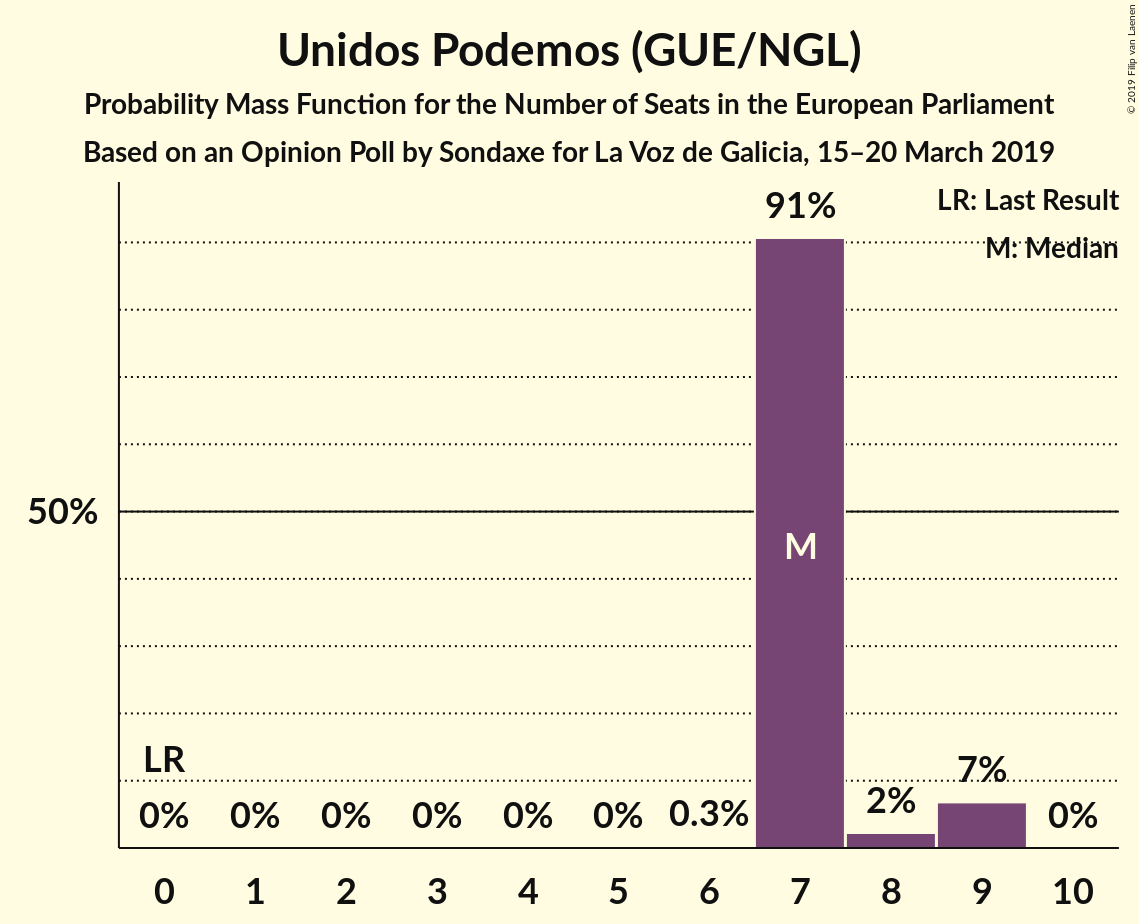 Unidos Podemos (GUE/NGL)
Probability Mass Function for the Number of Seats in the European Parliament
Based on an Opinion Poll by Sondaxe for La Voz de Galicia, 15–20 March 2019
© 2019 Filip van Laenen
LR: Last Result
M: Median
91%
50%
M
LR
0% 0% 0% 0% 0% 0% 0.3% 2% 7% 0%
0 1 2 3 4 5 6 7 8 9 10